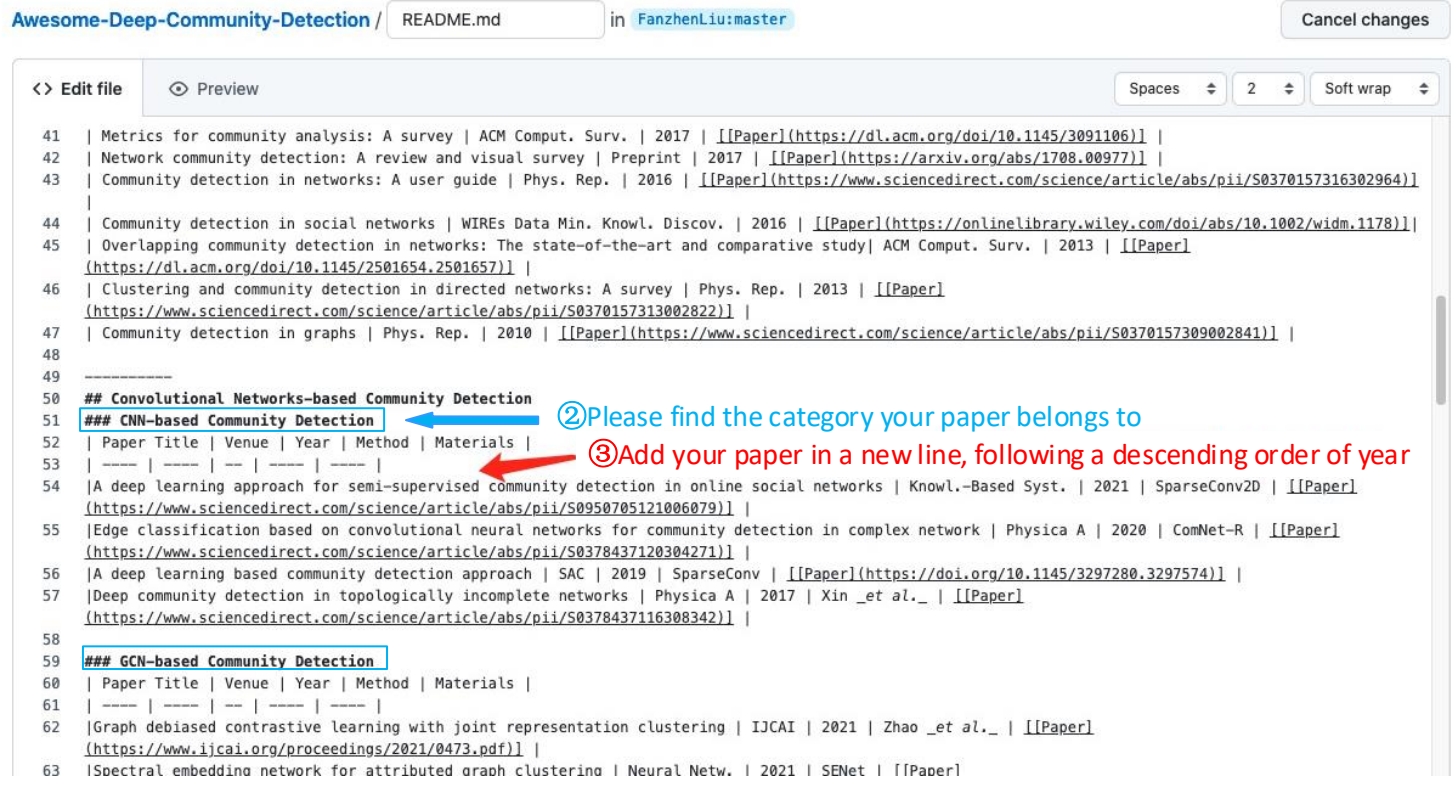 Awesome-Deep-Community-Detection / README.md in FanzhenLiu:master Cancel changes
<> Edit file Preview Spaces 2 Soft wrap
41 | Metrics for community analysis: A survey | ACM Comput. Surv. | 2017 | [[Paper](https://dl.acm.org/doi/10.1145/3091106)] |
42 | Network community detection: A review and visual survey | Preprint | 2017 | [[Paper](https://arxiv.org/abs/1708.00977)] |
43 | Community detection in networks: A user guide | Phys. Rep. | 2016 | [[Paper](https://www.sciencedirect.com/science/article/abs/pii/S0370157316302964)]
|
44 | Community detection in social networks | WIREs Data Min. Knowl. Discov. | 2016 | [[Paper](https://onlinelibrary.wiley.com/doi/abs/10.1002/widm.1178)]|
45 | Overlapping community detection in networks: The state-of-the-art and comparative study| ACM Comput. Surv. | 2013 | [[Paper]
(https://dl.acm.org/doi/10.1145/2501654.2501657)] |
46 | Clustering and community detection in directed networks: A survey | Phys. Rep. | 2013 | [[Paper]
(https://www.sciencedirect.com/science/article/abs/pii/S0370157313002822)] |
47 | Community detection in graphs | Phys. Rep. | 2010 | [[Paper](https://www.sciencedirect.com/science/article/abs/pii/S0370157309002841)] |
48
49 ----------
50 ## Convolutional Networks-based Community Detection
51 ### CNN-based Community Detection ②Please find the category your paper belongs to
52 | Paper Title | Venue | Year | Method | Materials |
③Add your paper in a new line, following a descending order of year
53 | ---- | ---- | -- | ---- | ---- |
54 |A deep learning approach for semi-supervised community detection in online social networks | Knowl.-Based Syst. | 2021 | SparseConv2D | [[Paper]
(https://www.sciencedirect.com/science/article/abs/pii/S0950705121006079)] |
55 |Edge classification based on convolutional neural networks for community detection in complex network | Physica A | 2020 | ComNet-R | [[Paper]
(https://www.sciencedirect.com/science/article/abs/pii/S0378437120304271)] |
56 |A deep learning based community detection approach | SAC | 2019 | SparseConv | [[Paper](https://doi.org/10.1145/3297280.3297574)] |
57 |Deep community detection in topologically incomplete networks | Physica A | 2017 | Xin _et al._ | [[Paper]
(https://www.sciencedirect.com/science/article/abs/pii/S0378437116308342)] |
58
59 ### GCN-based Community Detection
60 | Paper Title | Venue | Year | Method | Materials |
61 | ---- | ---- | -- | ---- | ---- |
62 |Graph debiased contrastive learning with joint representation clustering | IJCAI | 2021 | Zhao _et al._ | [[Paper]
(https://www.ijcai.org/proceedings/2021/0473.pdf)] |
63 |Spectral embedding network for attributed graph clustering | Neural Netw. | 2021 | SENet | [[Paper]